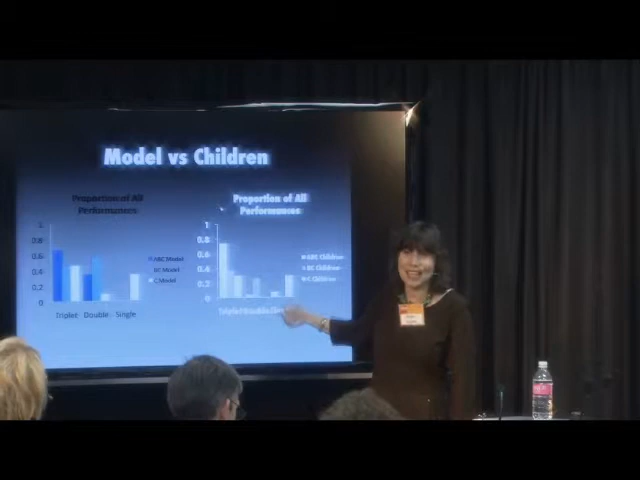 Model vs Children
Proportion of All
Performances
1
0.8
0.6
0.4
0.2
0
ABC Model
BC Model
C Model
Triplet Double Single
Proportion of All
Performances
1
0.8
0.6
0.4
0.2
0
ABC Children
BC Children
C Children
Triplet Double